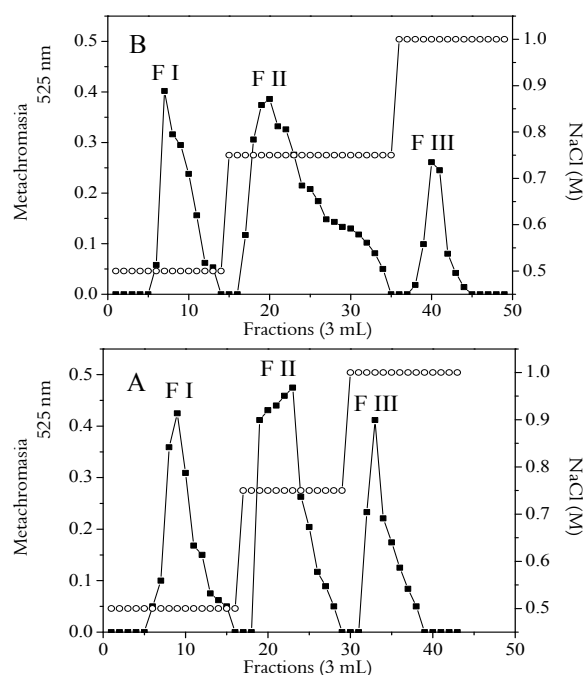 B
F I
F II
F III
0.5
0.4
0.3
0.2
0.1
0.0
Metachromasia
525 nm
1.0
0.9
0.8
0.7
0.6
0.5
NaCl (M)
0 10 20 30 40 50
Fractions (3 mL)
A
F I
F II
F III
0.5
0.4
0.3
0.2
0.1
0.0
Metachromasia
525 nm
1.0
0.9
0.8
0.7
0.6
0.5
NaCl (M)
0 10 20 30 40 50
Fractions (3 mL)